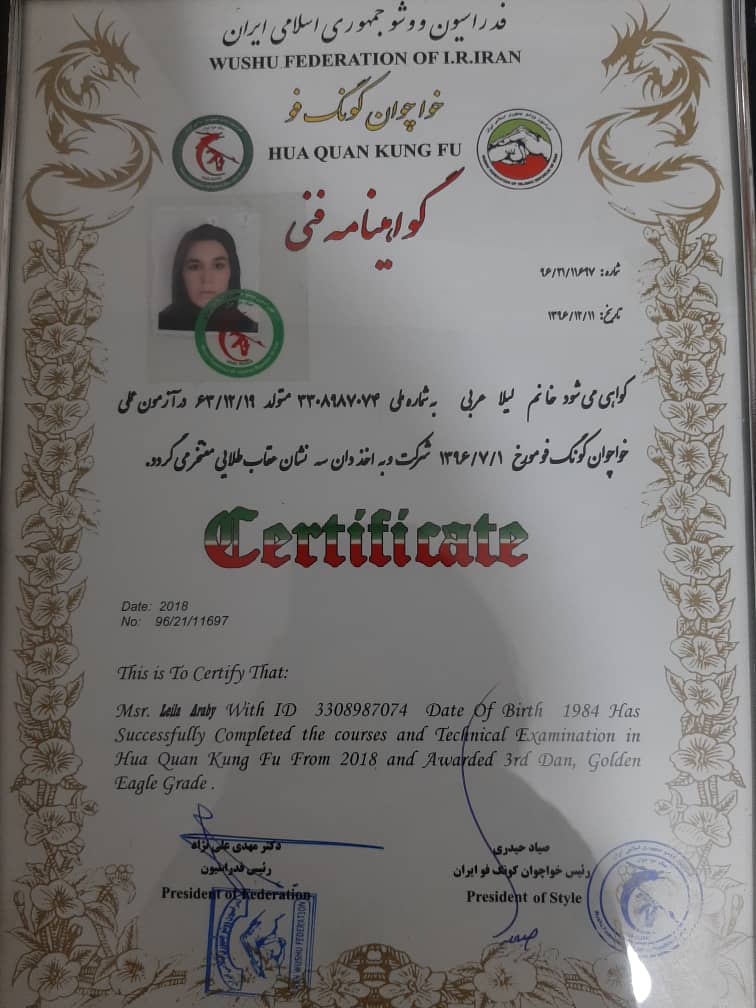 فدراسیون ووشو جمهوری اسلامی ایران
WUSHU FEDERATION OF I.R.IRAN
خواچوان کونگ فو
HUA QUAN KUNG FU
گواهینامه فنی
شماره: ۹۶/۲۱/۱۱۶۹۷
تاریخ: ۱۳۹۶/۱۲/۱۱
گواهی می شود خانم لیلا عربی به شماره ملی ۳۳۰۸۹۸۷۰۷۴ متولد ۶۳/۱۲/۱۹ در آزمون عملی
خواچوان کونگ فو مورخ ۱۳۹۶/۷/۱ شرکت و به اخذ دان سه نشان عقاب طلایی مفتخر می گردد.
Certificate
Date: 2018
No: 96/21/11697
This is To Certify That:
Msr. Leila Araby With ID 3308987074 Date Of Birth 1984 Has
Successfully Completed the courses and Technical Examination in
Hua Quan Kung Fu From 2018 and Awarded 3rd Dan, Golden
Eagle Grade .
دکتر مهدی علی نژاد
رئیس فدراسیون
President of Federation
صیاد حیدری
رئیس خواچوان کونگ فو ایران
President of Style